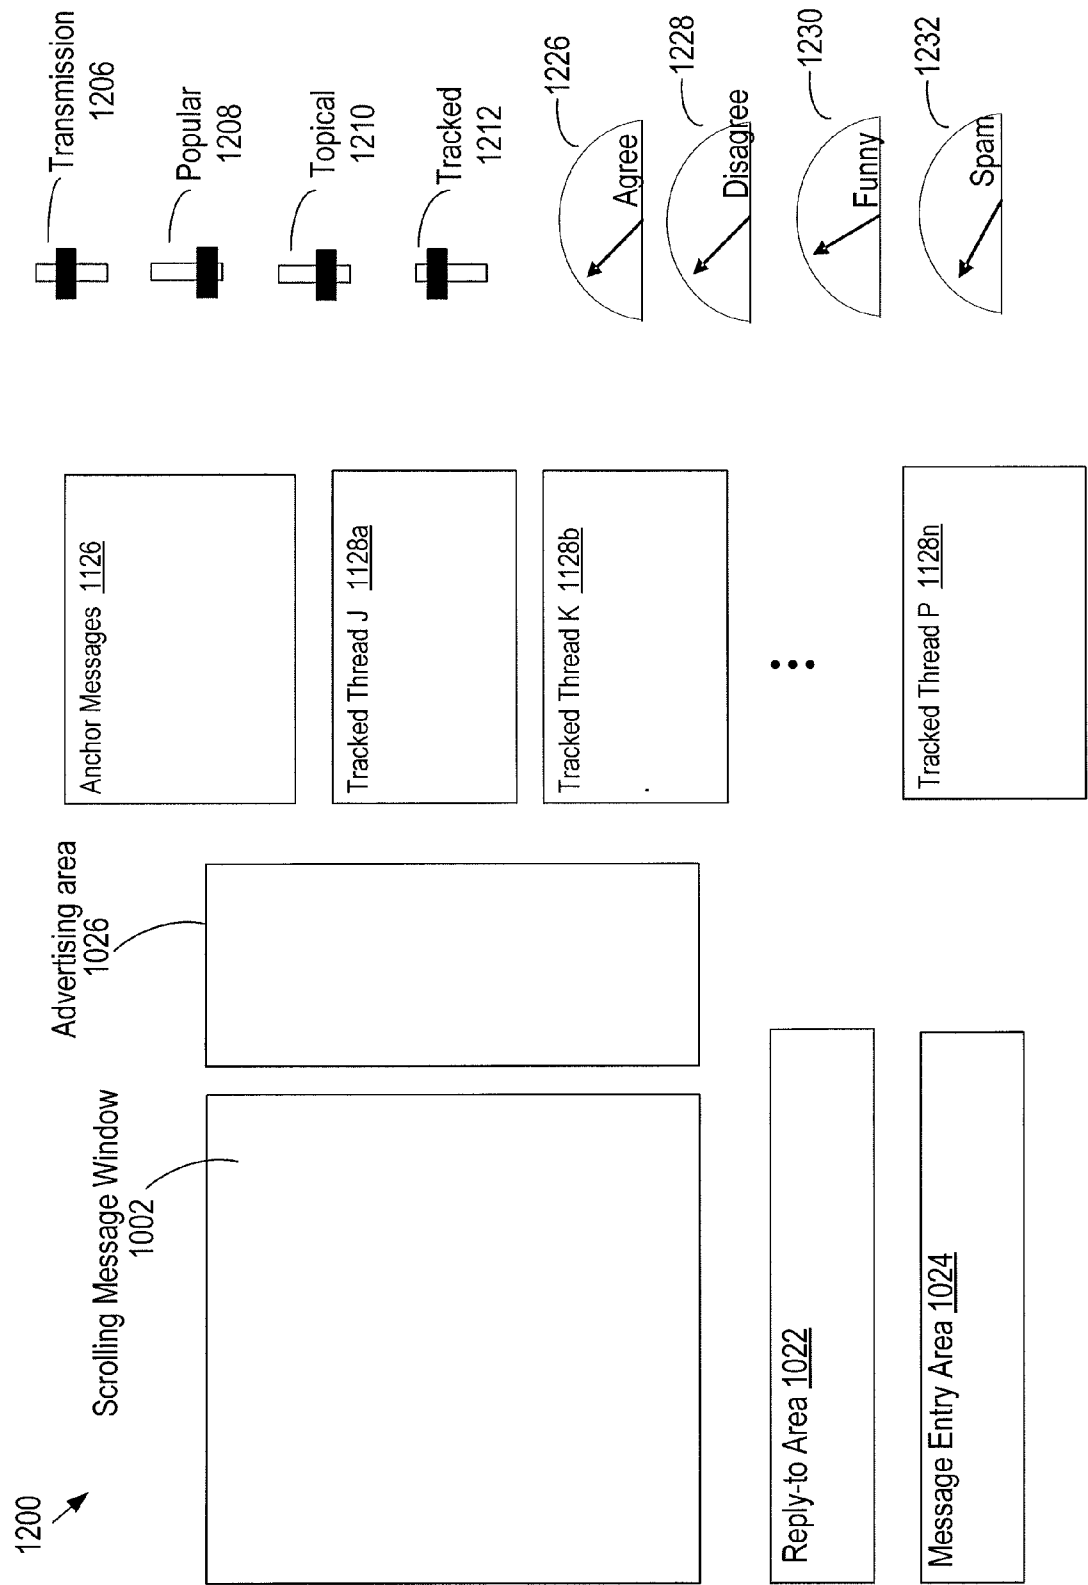 1200
Scrolling Message Window
1002
Advertising area
1026
Reply-to Area 1022
Message Entry Area 1024
Anchor Messages 1126
Tracked Thread J 1128a
Tracked Thread K 1128b
Tracked Thread P 1128n
Transmission
1206
Popular
1208
Topical
1210
Tracked
1212
Agree
1226
Disagree
1228
Funny
1230
Spam
1232